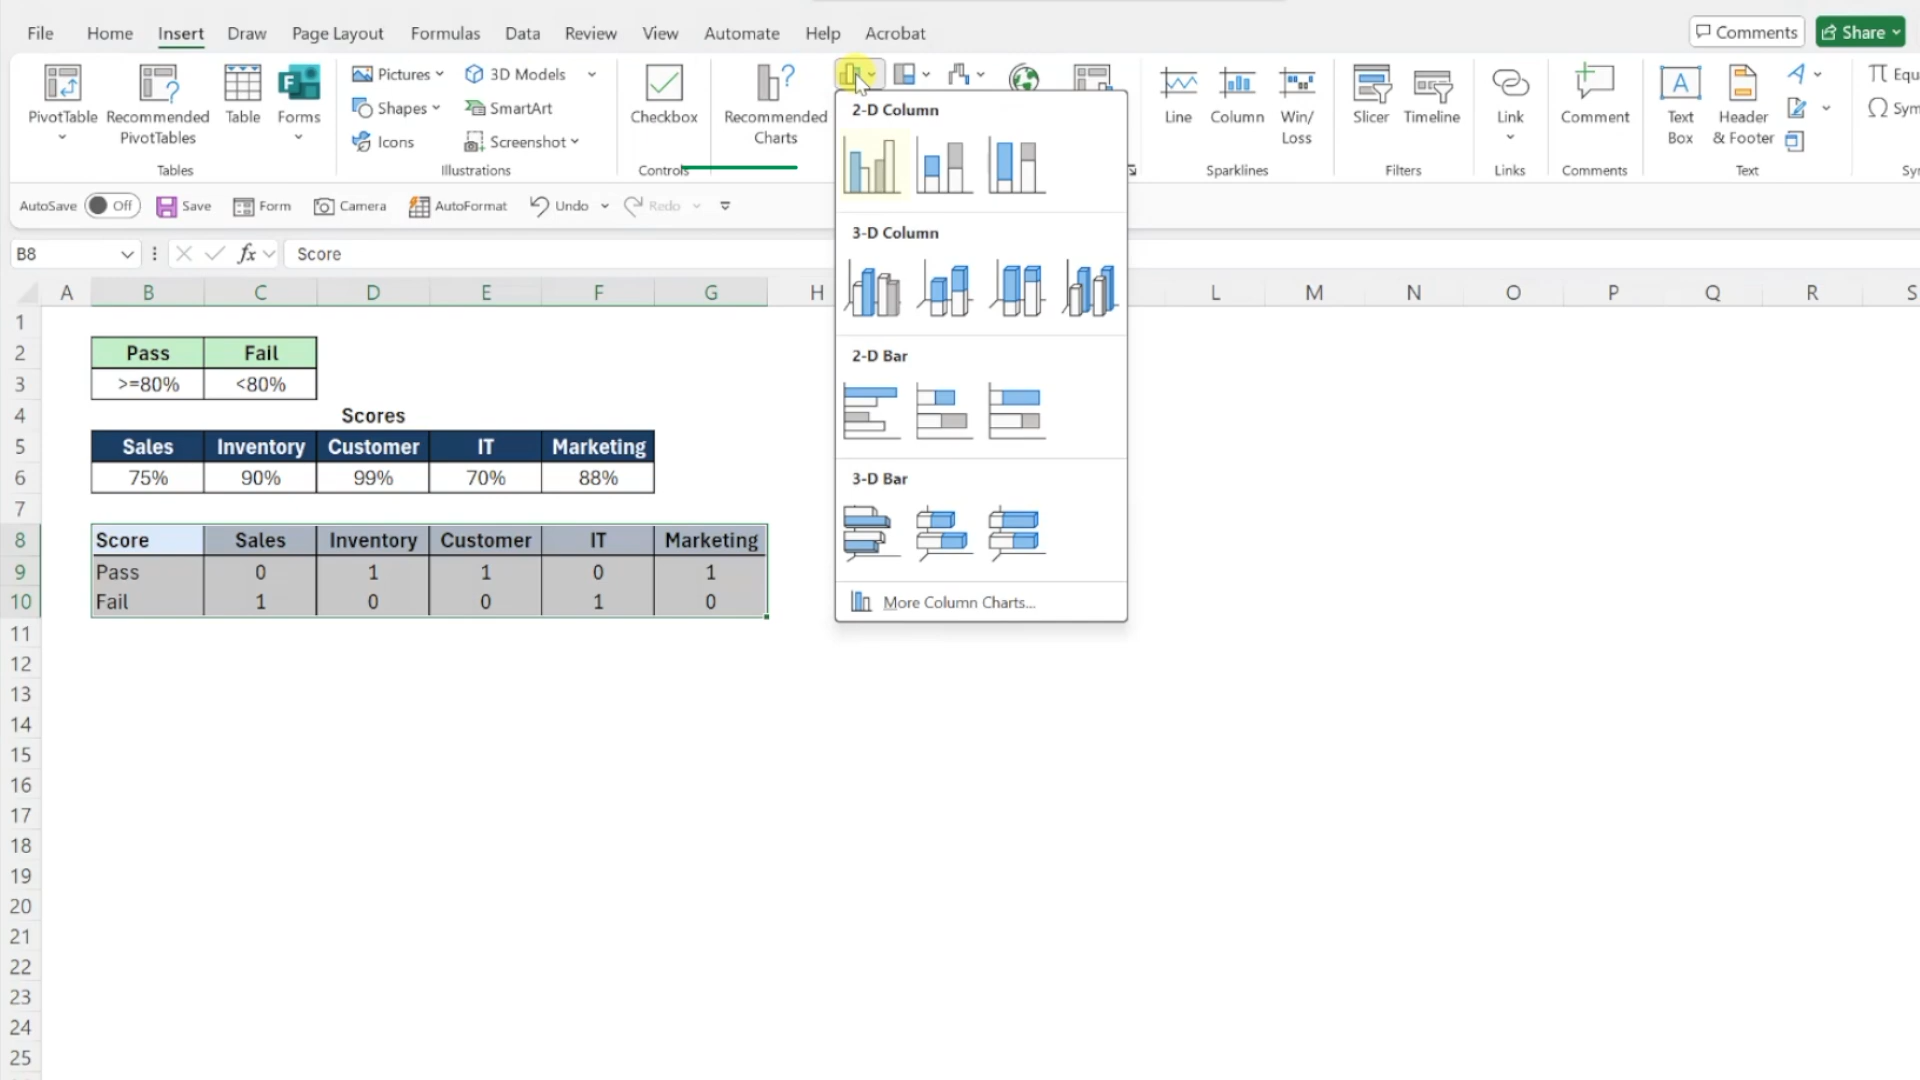 File Home Insert Draw Page Layout Formulas Data Review View Automate Help Acrobat Comments Share
PivotTable Recommended PivotTables Table Forms
Tables
Pictures 3D Models
Shapes SmartArt
Icons Screenshot
Illustrations
Checkbox
Controls
Recommended Charts
Line Column Win/Loss
Sparklines
Slicer Timeline
Filters
Link
Links
Comment
Comments
Text Box Header & Footer
Text
AutoSave Off Save Form Camera AutoFormat Undo Redo
B8 fx Score
2-D Column
3-D Column
2-D Bar
3-D Bar
More Column Charts...
A B C D E F G H L M N O P Q R S
1
2 Pass Fail
3 >=80% <80%
4 Scores
5 Sales Inventory Customer IT Marketing
6 75% 90% 99% 70% 88%
7
8 Score Sales Inventory Customer IT Marketing
9 Pass 0 1 1 0 1
10 Fail 1 0 0 1 0
11
12
13
14
15
16
17
18
19
20
21
22
23
24
25